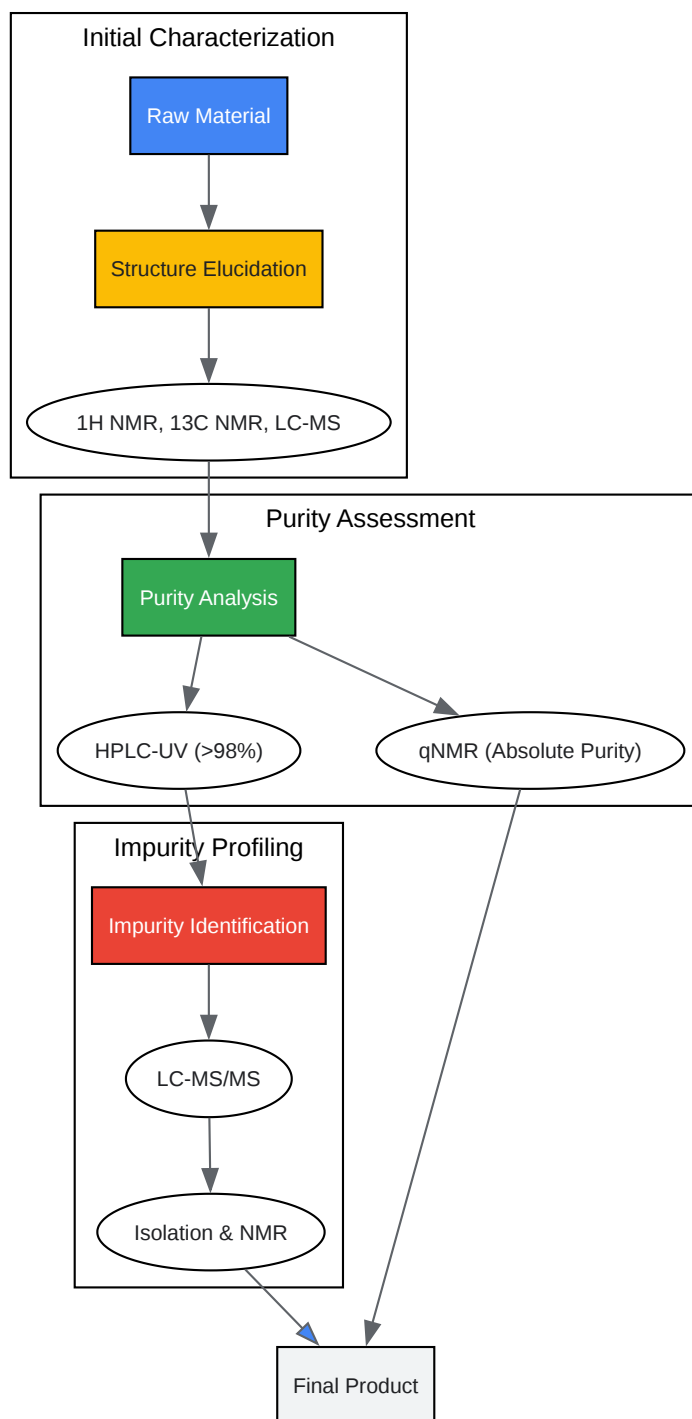 Initial Characterization
Raw Material
Structure Elucidation
1H NMR, 13C NMR, LC-MS
Purity Assessment
Purity Analysis
HPLC-UV (>98%)
qNMR (Absolute Purity)
Impurity Profiling
Impurity Identification
LC-MS/MS
Isolation & NMR
Final Product